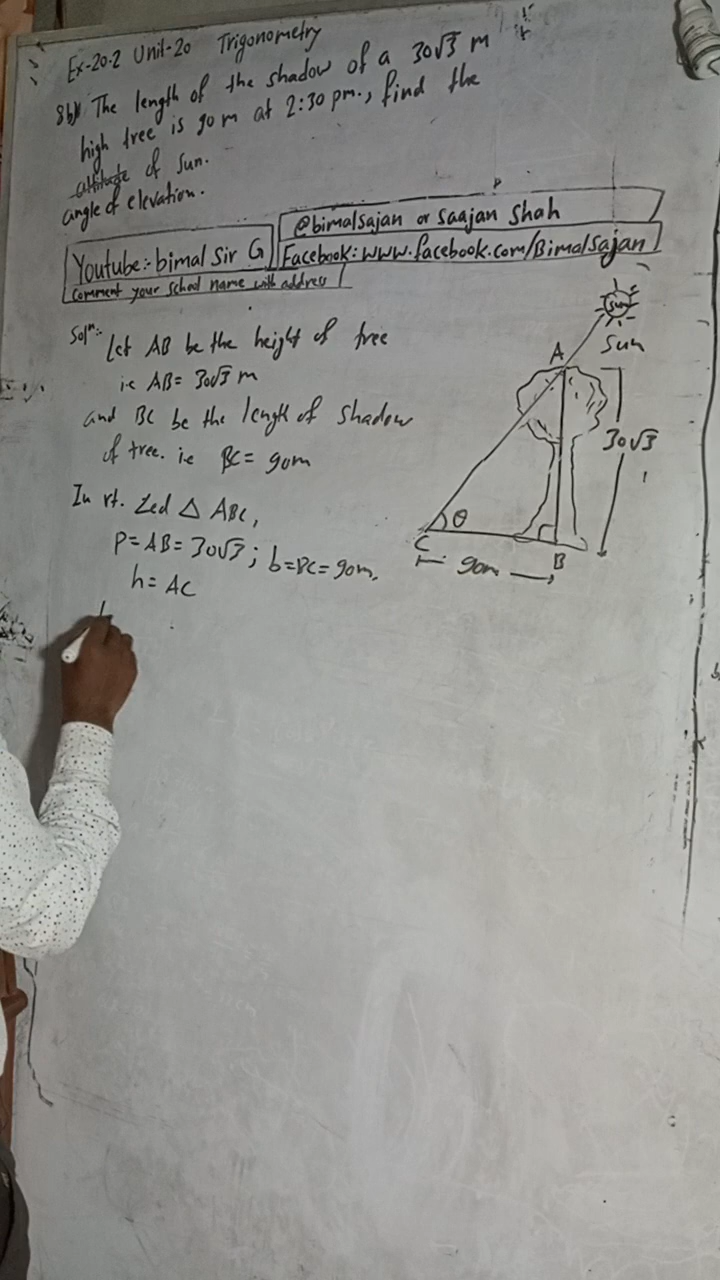 Ex-20.2 Unit-20 Trigonometry
8b) The length of the shadow of a 30√3 m
high tree is 90 m at 2:30 pm., find the
altitude of sun.
angle of elevation.
@bimalsajan or Saajan Shah
Youtube:- bimal Sir G
Facebook: www.facebook.com/Bimalsajan
Comment your school name with address
Solⁿ:-
Let AB be the height of tree
i.e AB = 30√3 m
and BC be the length of shadow
of tree. ie BC = 90m
In rt. ∠ed △ ABC,
P = AB = 30√3 ; b = BC = 90m.
h = AC
Sun
Sun
A
30√3
θ
C
B
90m